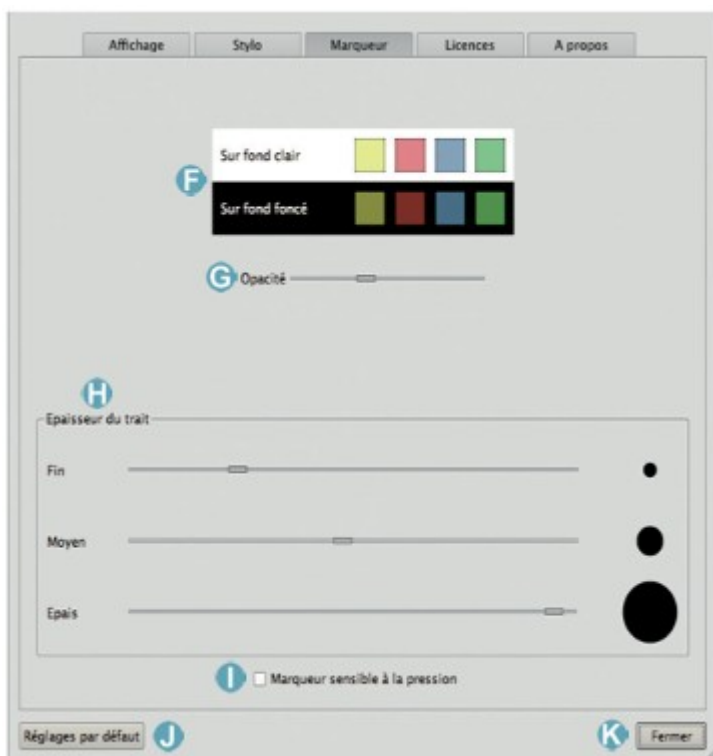 Affichage Stylo Marqueur Licences A propos
Sur fond clair
F
Sur fond foncé
G Opacité
H
Epaisseur du trait
Fin
Moyen
Epais
I Marqueur sensible à la pression
Réglages par défaut J K Fermer